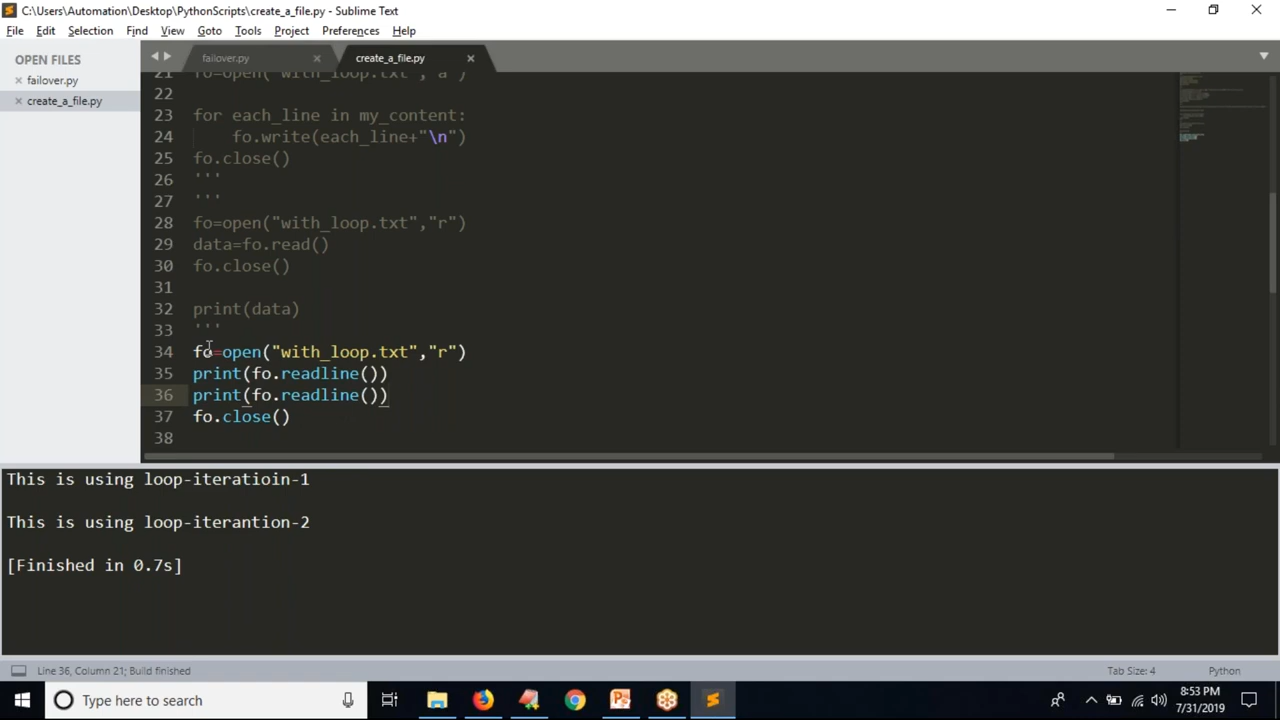 C:\Users\Automation\Desktop\PythonScripts\create_a_file.py - Sublime Text
File Edit Selection Find View Goto Tools Project Preferences Help
OPEN FILES
failover.py
create_a_file.py
failover.py
create_a_file.py
21 fo=open("with_loop.txt","a")
22
23 for each_line in my_content:
24 fo.write(each_line+"\n")
25 fo.close()
26 '''
27 '''
28 fo=open("with_loop.txt","r")
29 data=fo.read()
30 fo.close()
31
32 print(data)
33 '''
34 fo=open("with_loop.txt","r")
35 print(fo.readline())
36 print(fo.readline())
37 fo.close()
38
This is using loop-iteratioin-1
This is using loop-iterantion-2
[Finished in 0.7s]
Line 36, Column 21; Build finished
Tab Size: 4
Python
Type here to search
8:53 PM
7/31/2019